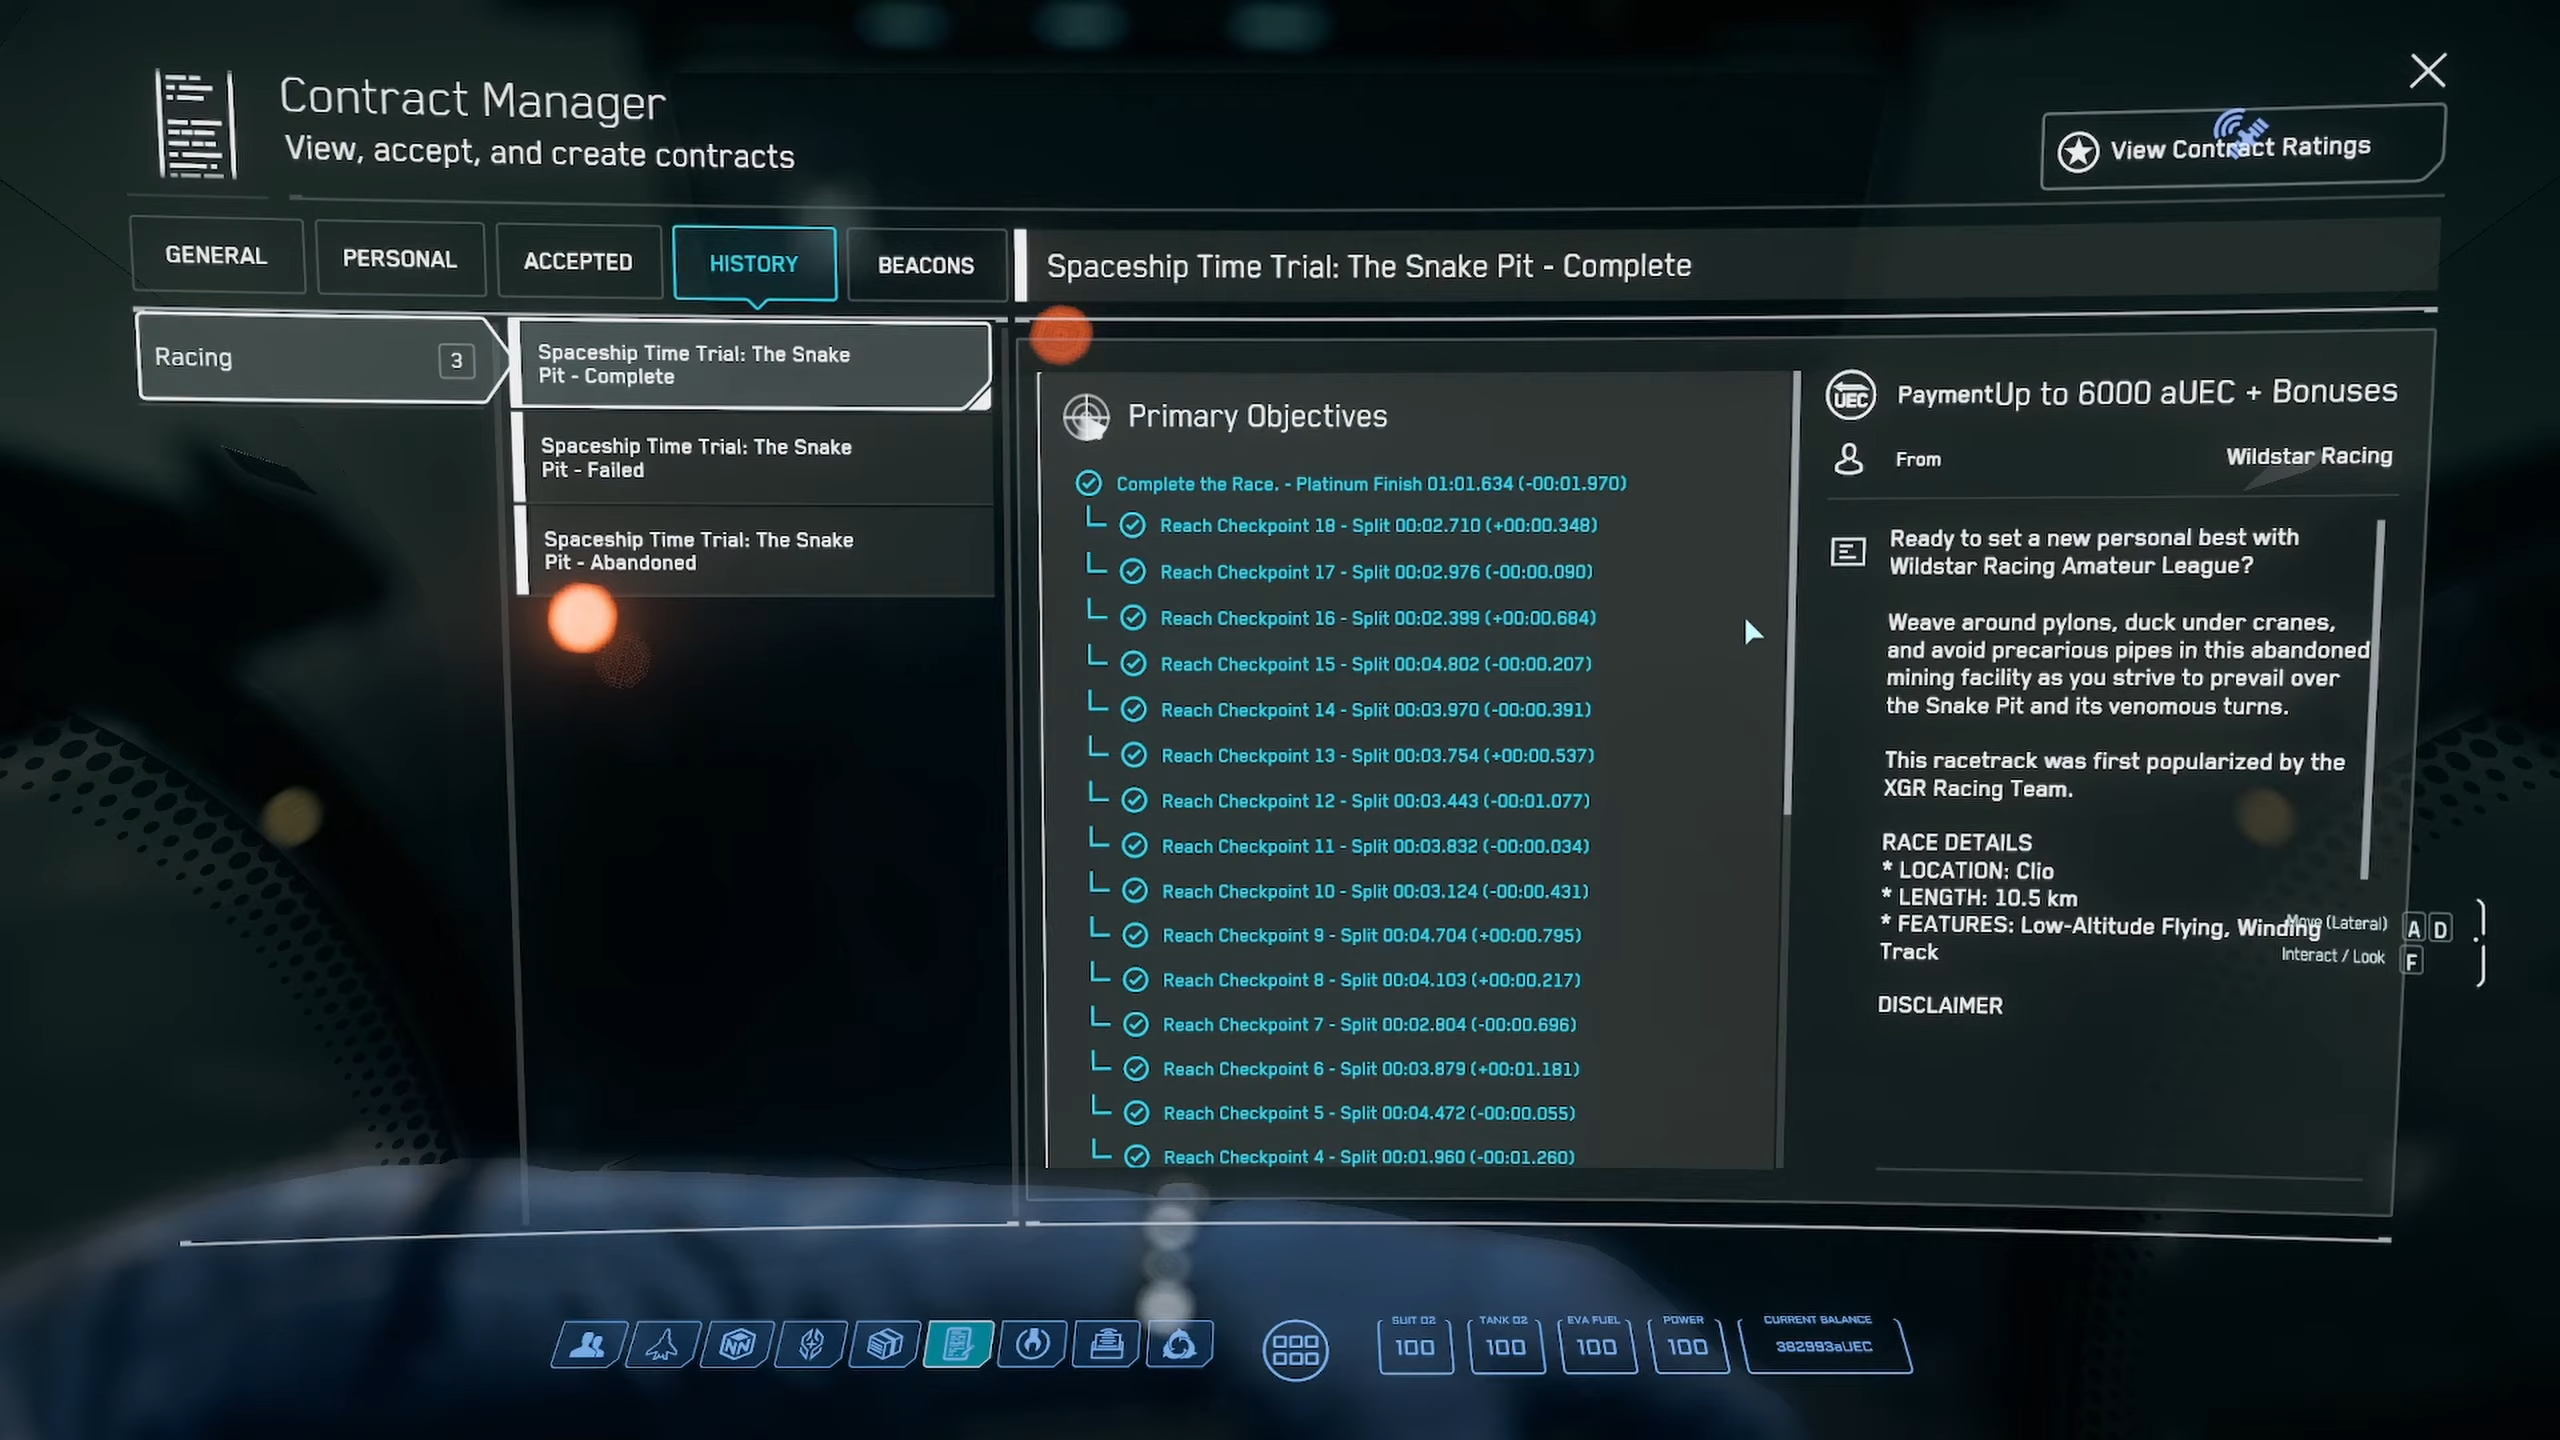 Contract Manager
View, accept, and create contracts
View Contract Ratings
GENERAL
PERSONAL
ACCEPTED
HISTORY
BEACONS
Racing
3
Spaceship Time Trial: The Snake
Pit - Complete
Spaceship Time Trial: The Snake
Pit - Failed
Spaceship Time Trial: The Snake
Pit - Abandoned
Spaceship Time Trial: The Snake Pit - Complete
Primary Objectives
Complete the Race. - Platinum Finish 01:01.634 (-00:01.970)
Reach Checkpoint 18 - Split 00:02.710 (+00:00.348)
Reach Checkpoint 17 - Split 00:02.976 (-00:00.090)
Reach Checkpoint 16 - Split 00:02.399 (+00:00.684)
Reach Checkpoint 15 - Split 00:04.802 (-00:00.207)
Reach Checkpoint 14 - Split 00:03.970 (-00:00.391)
Reach Checkpoint 13 - Split 00:03.754 (+00:00.537)
Reach Checkpoint 12 - Split 00:03.443 (-00:01.077)
Reach Checkpoint 11 - Split 00:03.832 (-00:00.034)
Reach Checkpoint 10 - Split 00:03.124 (-00:00.431)
Reach Checkpoint 9 - Split 00:04.704 (+00:00.795)
Reach Checkpoint 8 - Split 00:04.103 (+00:00.217)
Reach Checkpoint 7 - Split 00:02.804 (-00:00.696)
Reach Checkpoint 6 - Split 00:03.879 (+00:01.181)
Reach Checkpoint 5 - Split 00:04.472 (-00:00.055)
Reach Checkpoint 4 - Split 00:01.960 (-00:01.260)
UEC
PaymentUp to 6000 aUEC + Bonuses
From
Wildstar Racing
Ready to set a new personal best with
Wildstar Racing Amateur League?
Weave around pylons, duck under cranes,
and avoid precarious pipes in this abandoned
mining facility as you strive to prevail over
the Snake Pit and its venomous turns.
This racetrack was first popularized by the
XGR Racing Team.
RACE DETAILS
* LOCATION: Clio
* LENGTH: 10.5 km
* FEATURES: Low-Altitude Flying, Winding
Track
DISCLAIMER
Move (Lateral) A D
Interact / Look F
SUIT O2
100
TANK O2
100
EVA FUEL
100
POWER
100
CURRENT BALANCE
382993aUEC